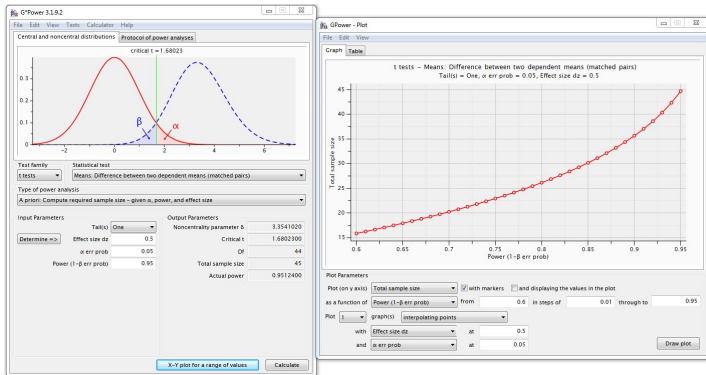 G*Power 3.1.9.2
File Edit View Tests Calculator Help
Central and noncentral distributions Protocol of power analyses
critical t = 1.68023
0.3
0.2
0.1
0
β
α
-2 0 2 4 6
Test family Statistical test
t tests Means: Difference between two dependent means (matched pairs)
Type of power analysis
A priori: Compute required sample size - given α, power, and effect size
Input Parameters Output Parameters
Tail(s) One Noncentrality parameter δ 3.3541020
Determine => Effect size dz 0.5 Critical t 1.6802300
α err prob 0.05 Df 44
Power (1-β err prob) 0.95 Total sample size 45
Actual power 0.9512400
X-Y plot for a range of values Calculate
GPower - Plot
File Edit View
Graph Table
t tests - Means: Difference between two dependent means (matched pairs)
Tail(s) = One, α err prob = 0.05, Effect size dz = 0.5
Total sample size
45
40
35
30
25
20
15
0.6 0.65 0.7 0.75 0.8 0.85 0.9 0.95
Power (1-β err prob)
Plot Parameters
Plot (on y axis) Total sample size with markers and displaying the values in the plot
as a function of Power (1-β err prob) from 0.6 in steps of 0.01 through to 0.95
Plot 1 graph(s) interpolating points
with Effect size dz at 0.5
and α err prob at 0.05 Draw plot